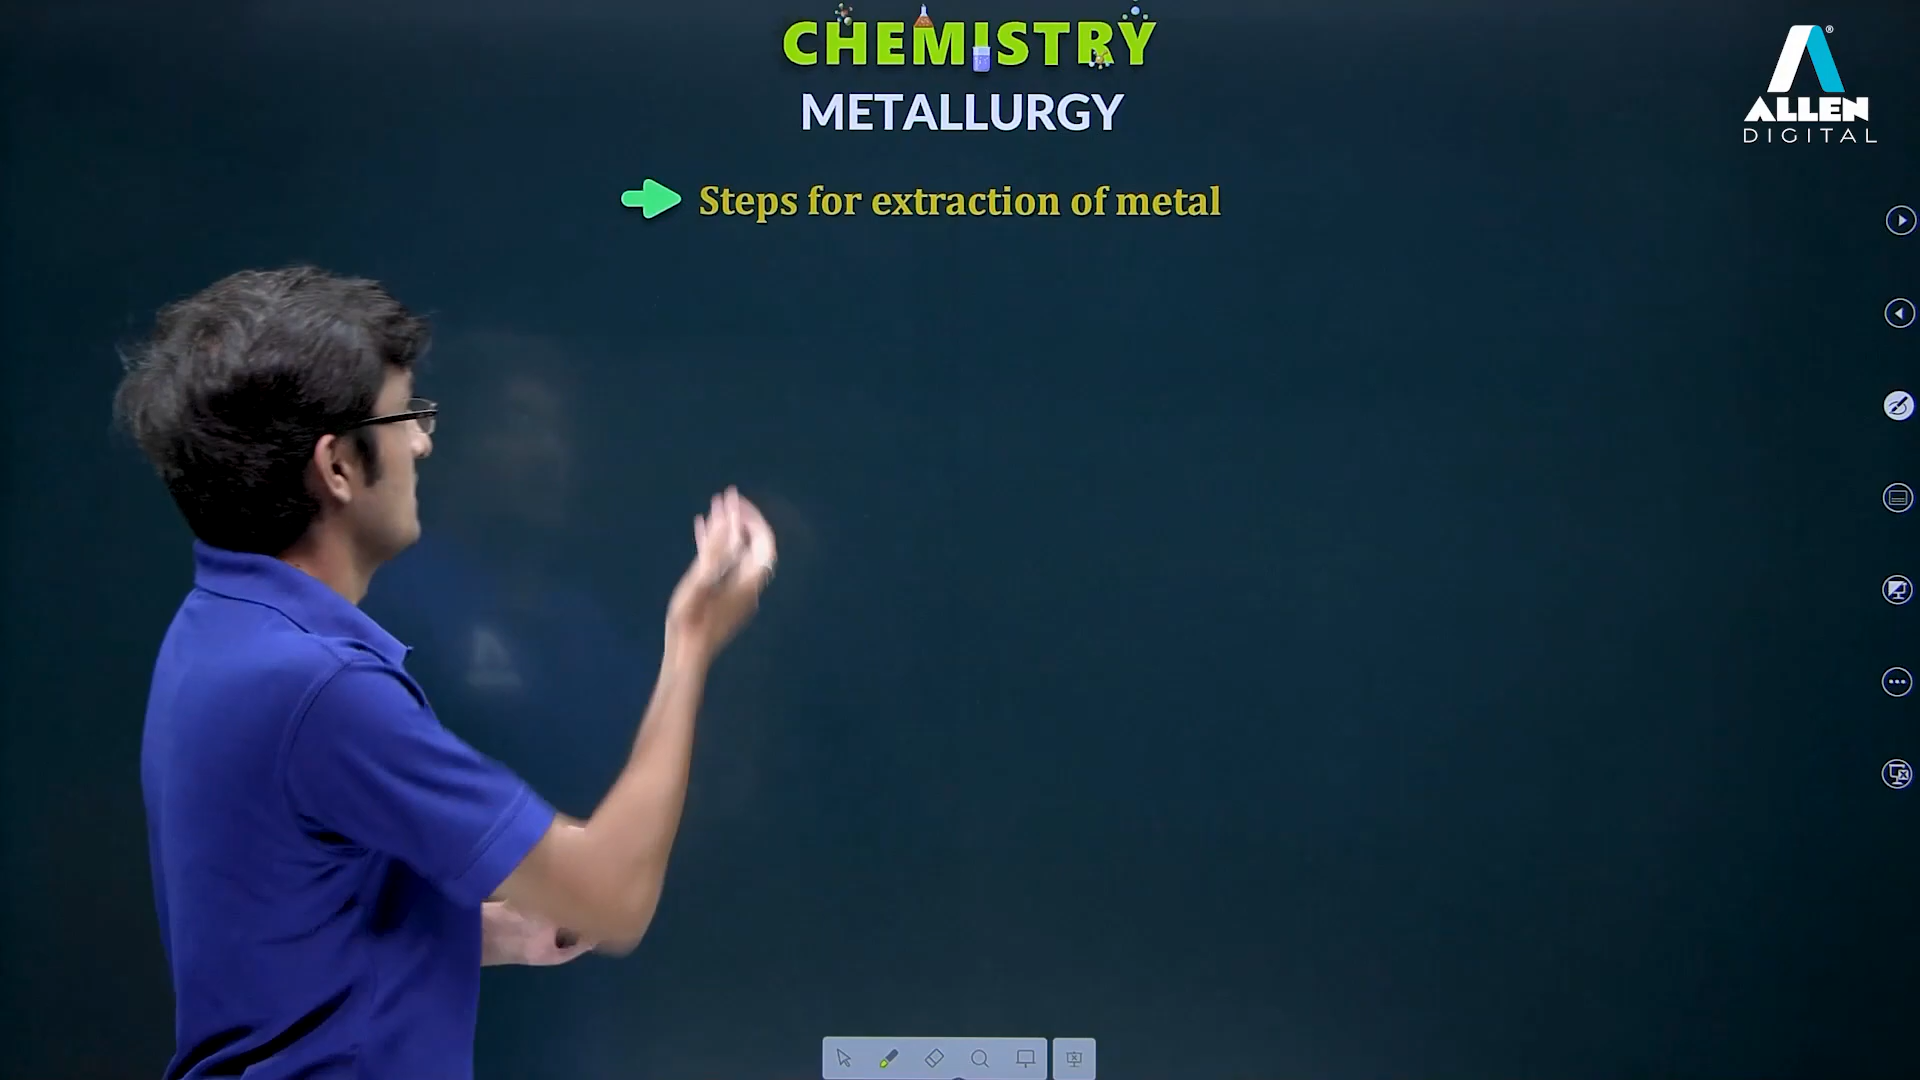 CHEMISTRY
METALLURGY
Steps for extraction of metal
ALLEN®
DIGITAL